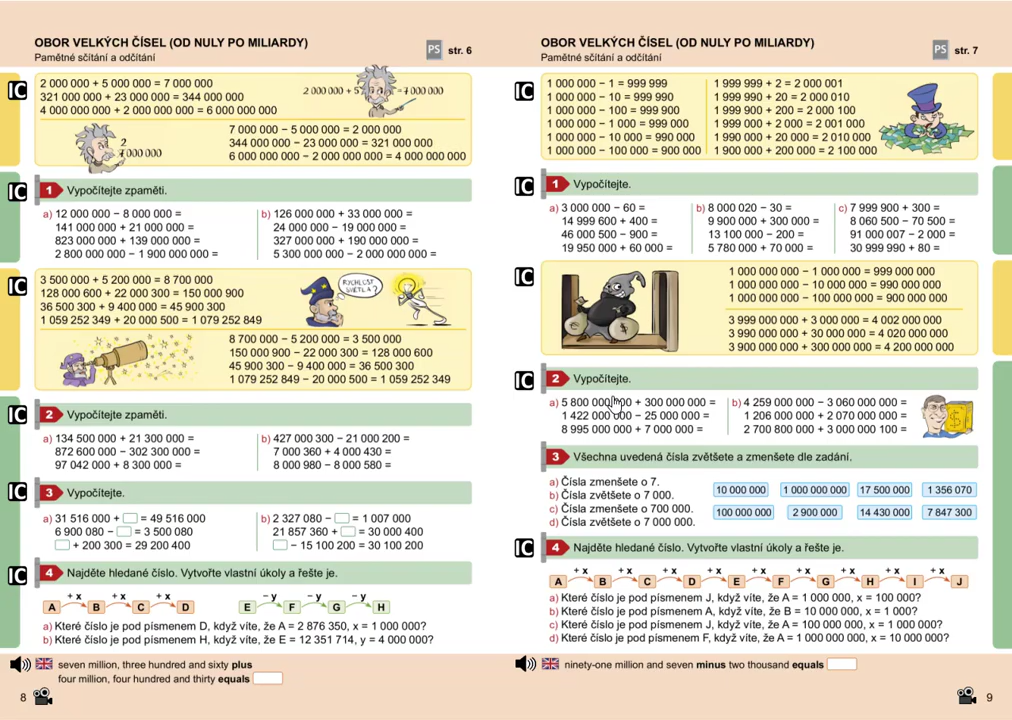 OBOR VELKÝCH ČÍSEL (OD NULY PO MILIARDY)
Pamětné sčítání a odčítání
PS str. 6
2 000 000 + 5 000 000 = 7 000 000
321 000 000 + 23 000 000 = 344 000 000
4 000 000 000 + 2 000 000 000 = 6 000 000 000
7 000 000 − 5 000 000 = 2 000 000
344 000 000 − 23 000 000 = 321 000 000
6 000 000 000 − 2 000 000 000 = 4 000 000 000
1 Vypočítejte zpaměti.
a) 12 000 000 − 8 000 000 =
141 000 000 + 21 000 000 =
823 000 000 + 139 000 000 =
2 800 000 000 − 1 900 000 000 =
b) 126 000 000 + 33 000 000 =
24 000 000 − 19 000 000 =
327 000 000 + 190 000 000 =
5 300 000 000 − 2 000 000 000 =
3 500 000 + 5 200 000 = 8 700 000
128 000 600 + 22 000 300 = 150 000 900
36 500 300 + 9 400 000 = 45 900 300
1 059 252 349 + 20 000 500 = 1 079 252 849
RYCHLOST
SVĚTLA?
8 700 000 − 5 200 000 = 3 500 000
150 000 900 − 22 000 300 = 128 000 600
45 900 300 − 9 400 000 = 36 500 300
1 079 252 849 − 20 000 500 = 1 059 252 349
2 Vypočítejte zpaměti.
a) 134 500 000 + 21 300 000 =
872 600 000 − 302 300 000 =
97 042 000 + 8 300 000 =
b) 427 000 300 − 21 000 200 =
7 000 360 + 4 000 430 =
8 000 980 − 8 000 580 =
3 Vypočítejte.
a) 31 516 000 + = 49 516 000
6 900 080 − = 3 500 080
+ 200 300 = 29 200 400
b) 2 327 080 − = 1 007 000
21 857 360 + = 30 000 400
− 15 100 200 = 30 100 200
4 Najděte hledané číslo. Vytvořte vlastní úkoly a řešte je.
+ x + x + x
A B C D
− y − y − y
E F G H
a) Které číslo je pod písmenem D, když víte, že A = 2 876 350, x = 1 000 000?
b) Které číslo je pod písmenem H, když víte, že E = 12 351 714, y = 4 000 000?
seven million, three hundred and sixty plus
four million, four hundred and thirty equals
8
OBOR VELKÝCH ČÍSEL (OD NULY PO MILIARDY)
Pamětné sčítání a odčítání
PS str. 7
1 000 000 − 1 = 999 999
1 000 000 − 10 = 999 990
1 000 000 − 100 = 999 900
1 000 000 − 1 000 = 999 000
1 000 000 − 10 000 = 990 000
1 000 000 − 100 000 = 900 000
1 999 999 + 2 = 2 000 001
1 999 990 + 20 = 2 000 010
1 999 900 + 200 = 2 000 100
1 999 000 + 2 000 = 2 001 000
1 990 000 + 20 000 = 2 010 000
1 900 000 + 200 000 = 2 100 000
1 Vypočítejte.
a) 3 000 000 − 60 =
14 999 600 + 400 =
46 000 500 − 900 =
19 950 000 + 60 000 =
b) 8 000 020 − 30 =
9 900 000 + 300 000 =
13 100 000 − 200 =
5 780 000 + 70 000 =
c) 7 999 900 + 300 =
8 060 500 − 70 500 =
91 000 007 − 2 000 =
30 999 990 + 80 =
1 000 000 000 − 1 000 000 = 999 000 000
1 000 000 000 − 10 000 000 = 990 000 000
1 000 000 000 − 100 000 000 = 900 000 000
3 999 000 000 + 3 000 000 = 4 002 000 000
3 990 000 000 + 30 000 000 = 4 020 000 000
3 900 000 000 + 300 000 000 = 4 200 000 000
2 Vypočítejte.
a) 5 800 000 000 + 300 000 000 =
1 422 000 000 − 25 000 000 =
8 995 000 000 + 7 000 000 =
b) 4 259 000 000 − 3 060 000 000 =
1 206 000 000 + 2 070 000 000 =
2 700 800 000 + 3 000 000 100 =
3 Všechna uvedená čísla zvětšete a zmenšete dle zadání.
a) Čísla zmenšete o 7.
b) Čísla zvětšete o 7 000.
c) Čísla zmenšete o 700 000.
d) Čísla zvětšete o 7 000 000.
10 000 000 1 000 000 000 17 500 000 1 356 070
100 000 000 2 900 000 14 430 000 7 847 300
4 Najděte hledané číslo. Vytvořte vlastní úkoly a řešte je.
+ x + x + x + x + x + x + x + x + x
A B C D E F G H I J
a) Které číslo je pod písmenem J, když víte, že A = 1 000 000, x = 100 000?
b) Které číslo je pod písmenem A, když víte, že B = 10 000 000, x = 1 000?
c) Které číslo je pod písmenem J, když víte, že A = 100 000 000, x = 1 000 000?
d) Které číslo je pod písmenem F, když víte, že A = 1 000 000 000, x = 10 000 000?
ninety-one million and seven minus two thousand equals
9